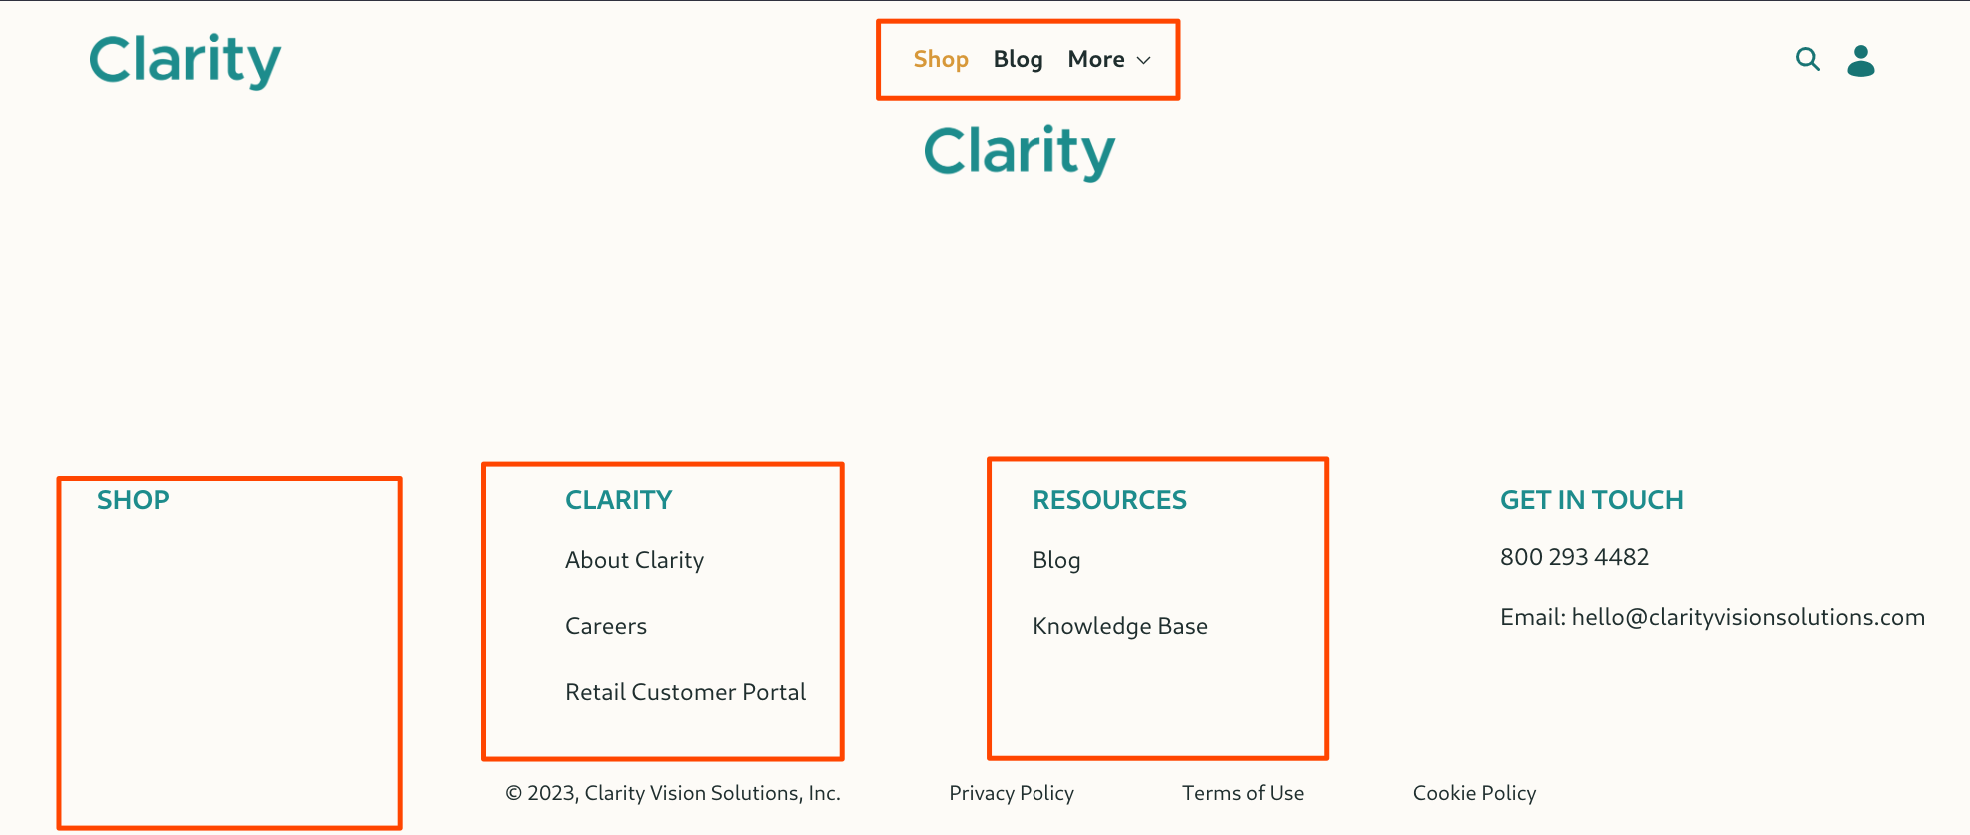 Clarity
Shop Blog More
Clarity
SHOP
CLARITY
About Clarity
Careers
Retail Customer Portal
RESOURCES
Blog
Knowledge Base
GET IN TOUCH
800 293 4482
Email: hello@clarityvisionsolutions.com
© 2023, Clarity Vision Solutions, Inc. Privacy Policy Terms of Use Cookie Policy